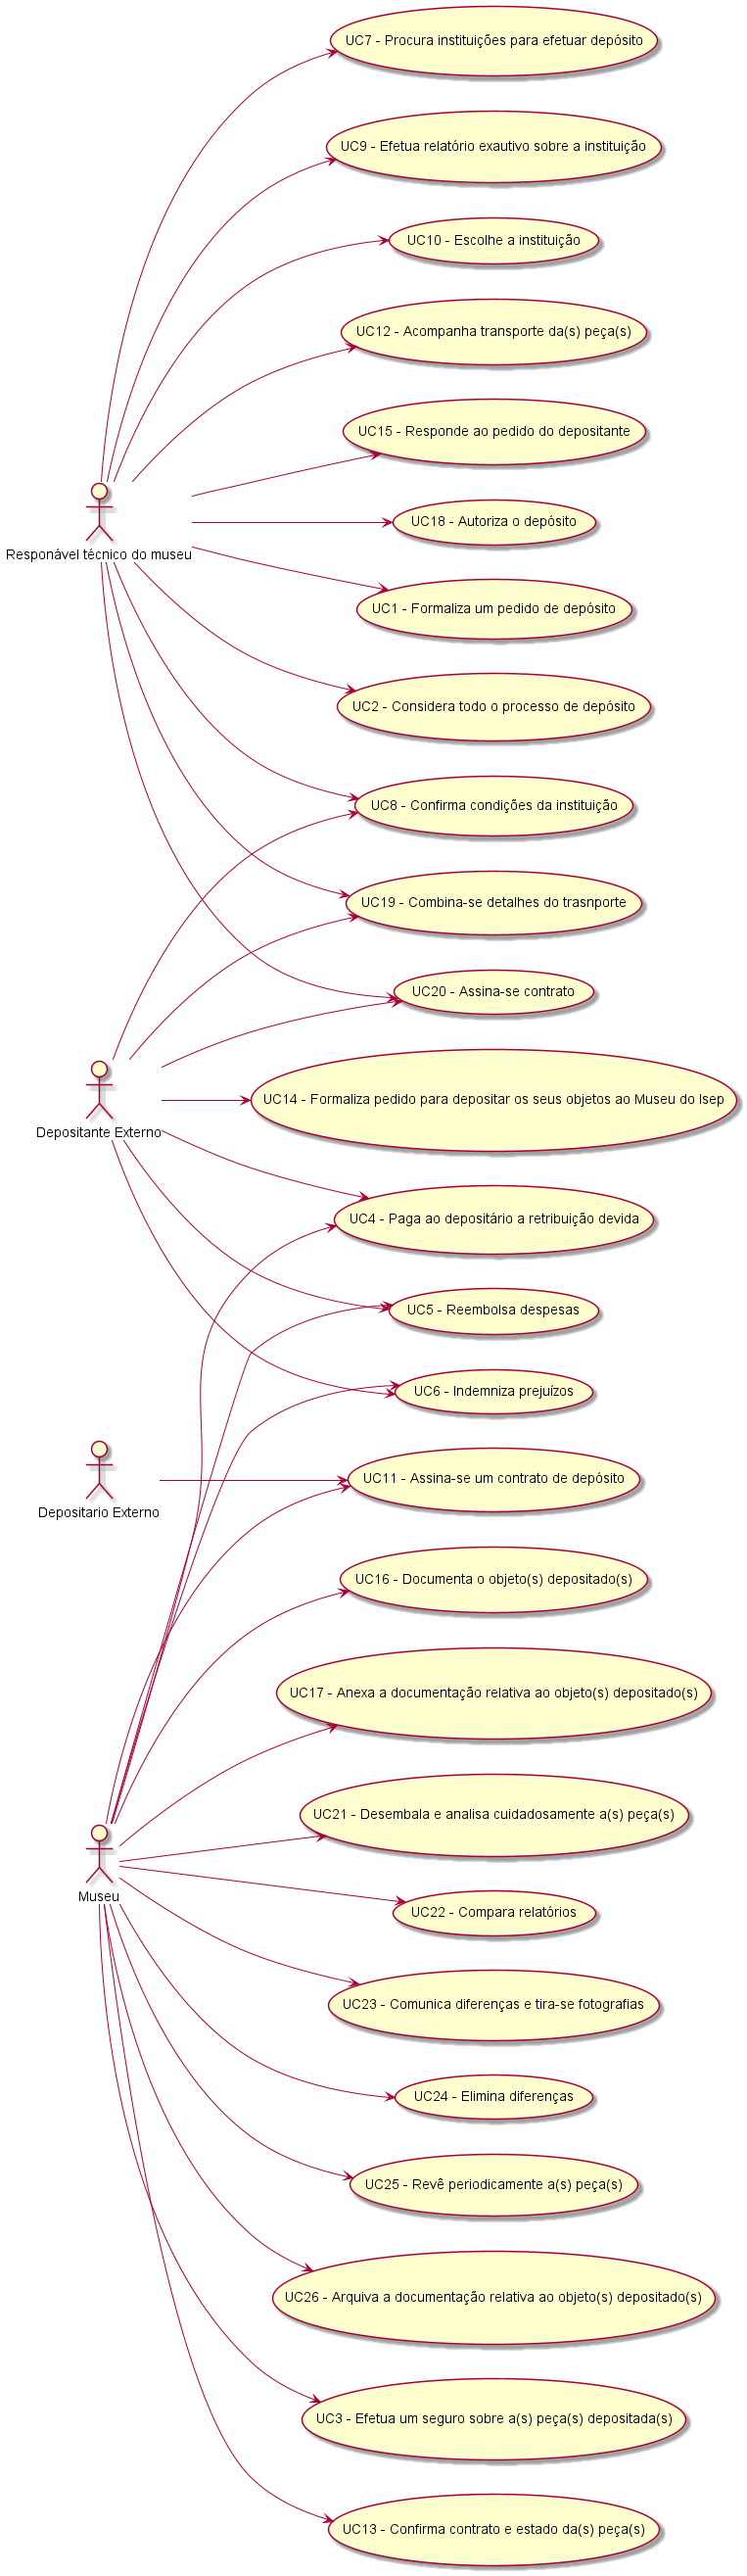 UC7 - Procura instituições para efetuar depósito
UC9 - Efetua relatório exautivo sobre a instituição
UC10 - Escolhe a instituição
UC12 - Acompanha transporte da(s) peça(s)
UC15 - Responde ao pedido do depositante
UC18 - Autoriza o depósito
Responável técnico do museu
UC1 - Formaliza um pedido de depósito
UC2 - Considera todo o processo de depósito
UC8 - Confirma condições da instituição
UC19 - Combina-se detalhes do trasnporte
UC20 - Assina-se contrato
UC14 - Formaliza pedido para depositar os seus objetos ao Museu do Isep
Depositante Externo
UC4 - Paga ao depositário a retribuição devida
UC5 - Reembolsa despesas
UC6 - Indemniza prejuízos
UC11 - Assina-se um contrato de depósito
Depositario Externo
UC16 - Documenta o objeto(s) depositado(s)
UC17 - Anexa a documentação relativa ao objeto(s) depositado(s)
UC21 - Desembala e analisa cuidadosamente a(s) peça(s)
Museu
UC22 - Compara relatórios
UC23 - Comunica diferenças e tira-se fotografias
UC24 - Elimina diferenças
UC25 - Revê periodicamente a(s) peça(s)
UC26 - Arquiva a documentação relativa ao objeto(s) depositado(s)
UC3 - Efetua um seguro sobre a(s) peça(s) depositada(s)
UC13 - Confirma contrato e estado da(s) peça(s)